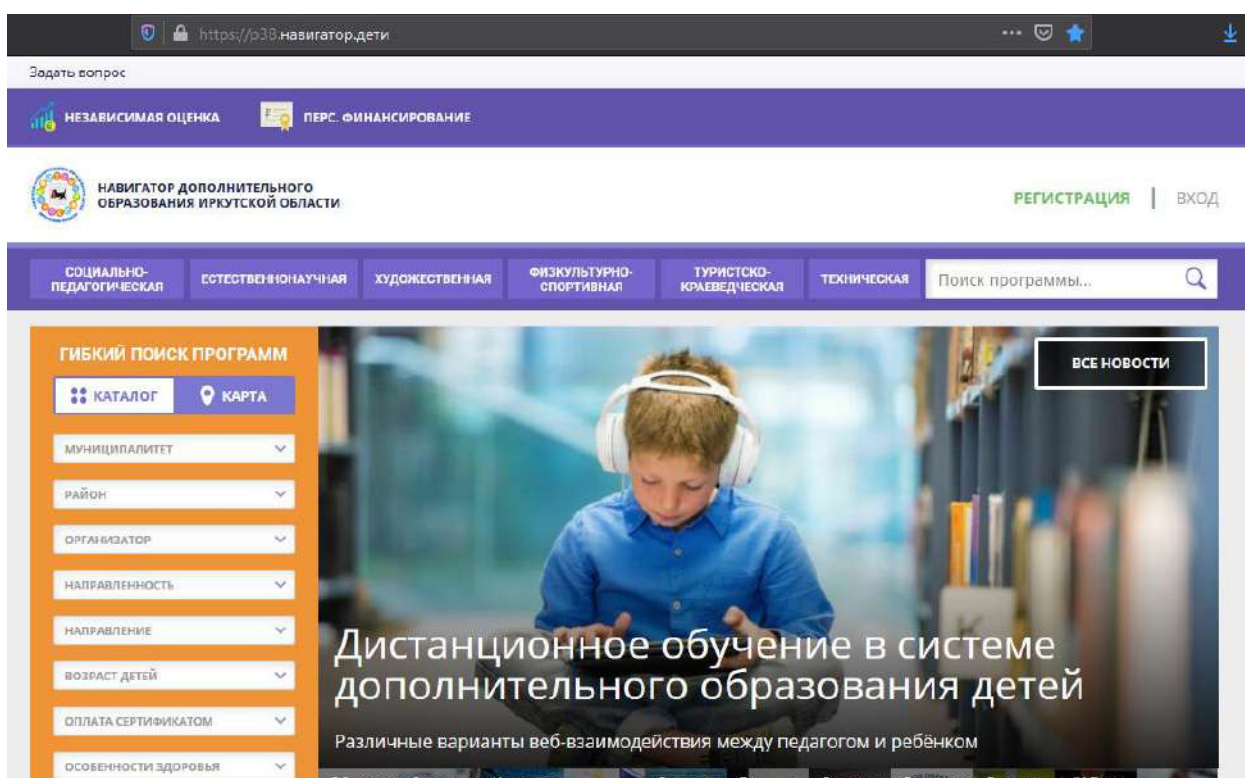 https://р38.навигатор.дети
Задать вопрос
НЕЗАВИСИМАЯ ОЦЕНКА
ПЕРС. ФИНАНСИРОВАНИЕ
НАВИГАТОР ДОПОЛНИТЕЛЬНОГО
ОБРАЗОВАНИЯ ИРКУТСКОЙ ОБЛАСТИ
РЕГИСТРАЦИЯ | ВХОД
СОЦИАЛЬНО-
ПЕДАГОГИЧЕСКАЯ
ЕСТЕСТВЕННОНАУЧНАЯ
ХУДОЖЕСТВЕННАЯ
ФИЗКУЛЬТУРНО-
СПОРТИВНАЯ
ТУРИСТСКО-
КРАЕВЕДЧЕСКАЯ
ТЕХНИЧЕСКАЯ
Поиск программы...
ГИБКИЙ ПОИСК ПРОГРАММ
КАТАЛОГ
КАРТА
МУНИЦИПАЛИТЕТ
РАЙОН
ОРГАНИЗАТОР
НАПРАВЛЕННОСТЬ
НАПРАВЛЕНИЕ
ВОЗРАСТ ДЕТЕЙ
ОПЛАТА СЕРТИФИКАТОМ
ОСОБЕННОСТИ ЗДОРОВЬЯ
ВСЕ НОВОСТИ
Дистанционное обучение в системе
дополнительного образования детей
Различные варианты веб-взаимодействия между педагогом и ребёнком